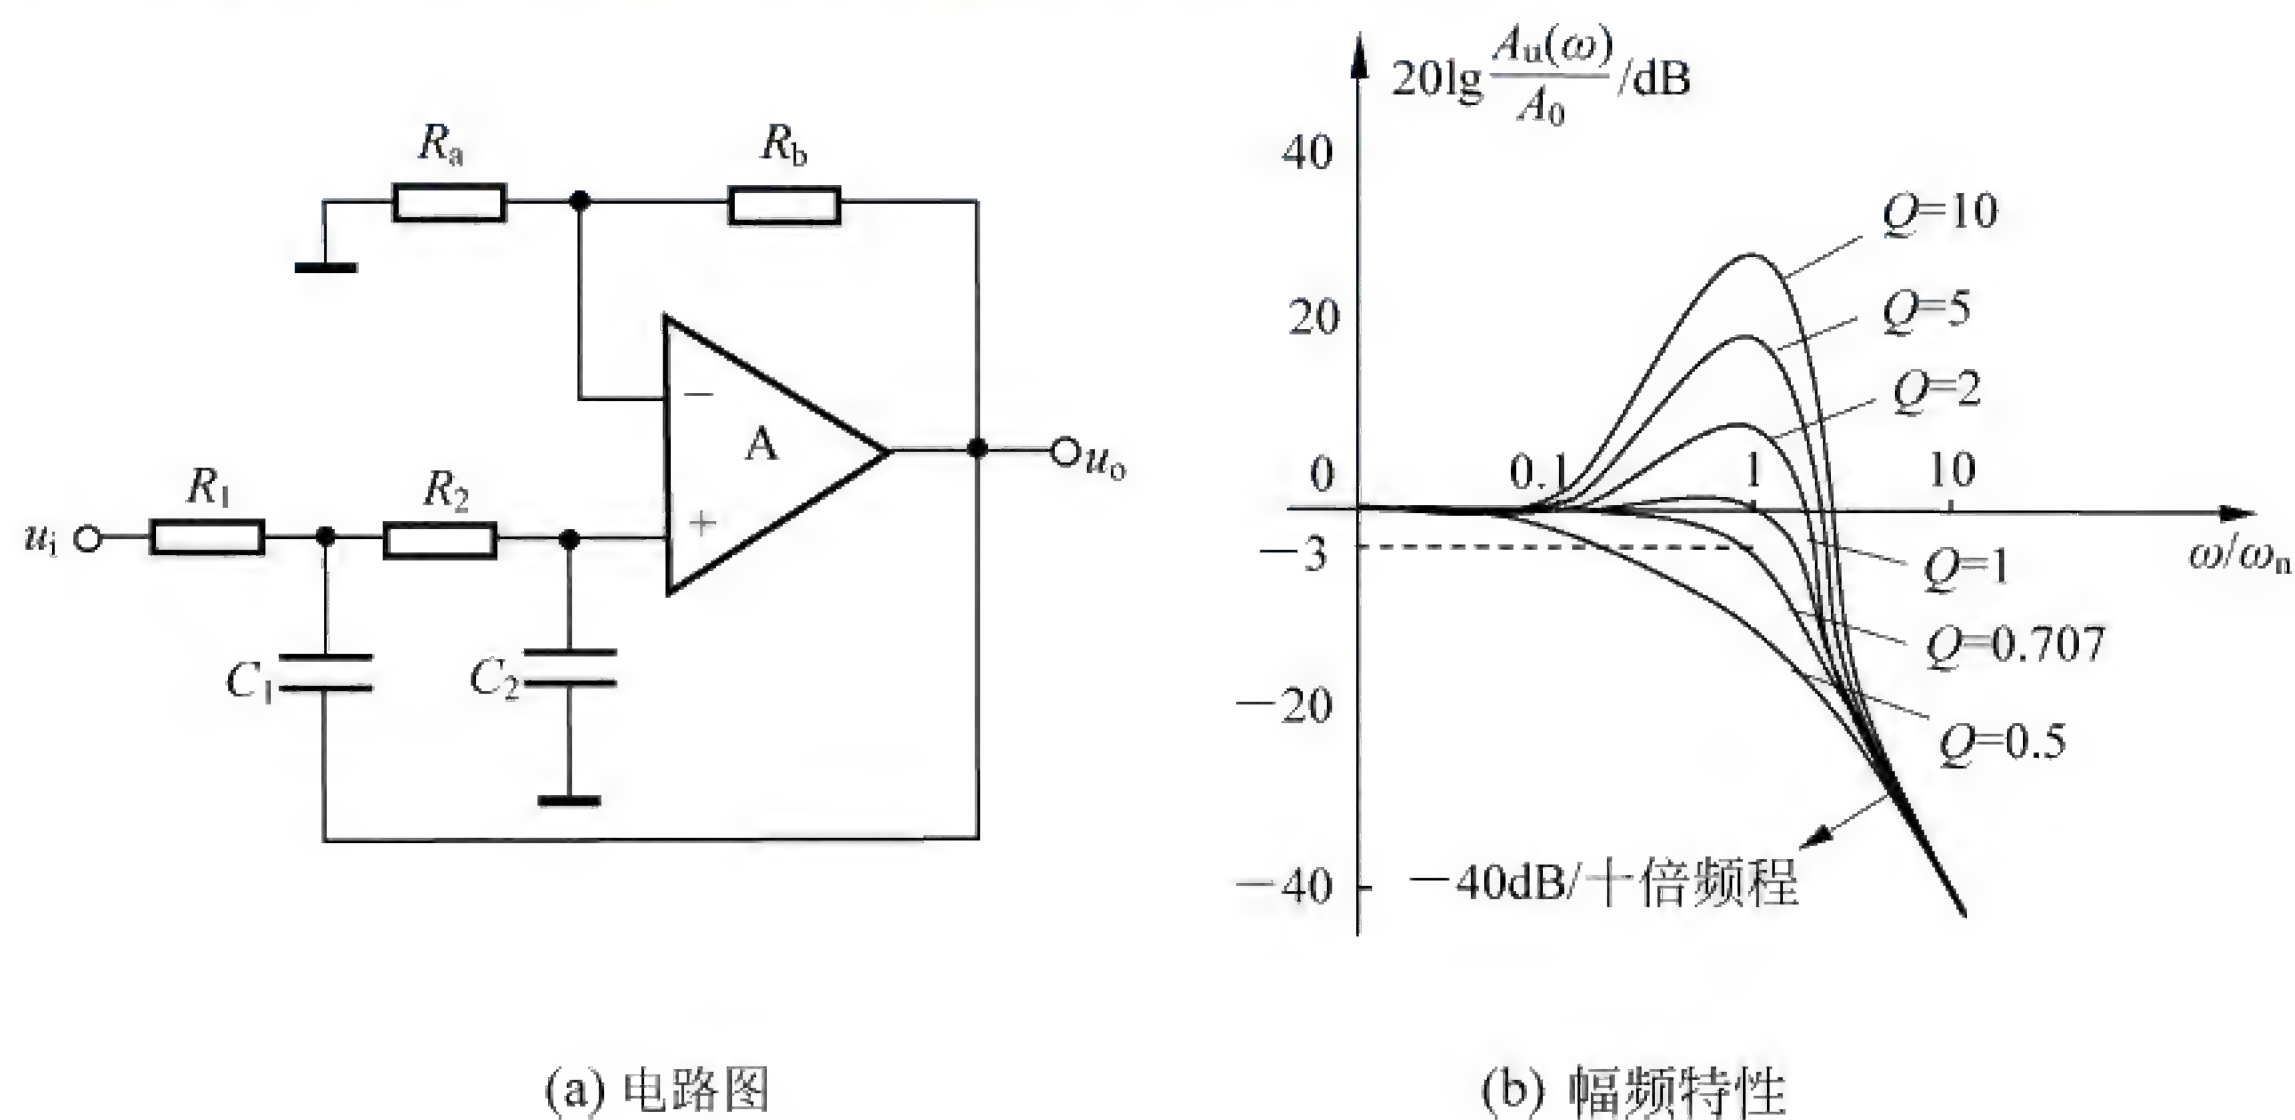 Ra
Rb
−
A
+
ui
R1
R2
uo
C1
C2
(a) 电路图
20lg Au(ω)/A0 /dB
40
20
0
−3
−20
−40
0.1
1
10
ω/ωn
Q=10
Q=5
Q=2
Q=1
Q=0.707
Q=0.5
−40dB/十倍频程
(b) 幅频特性